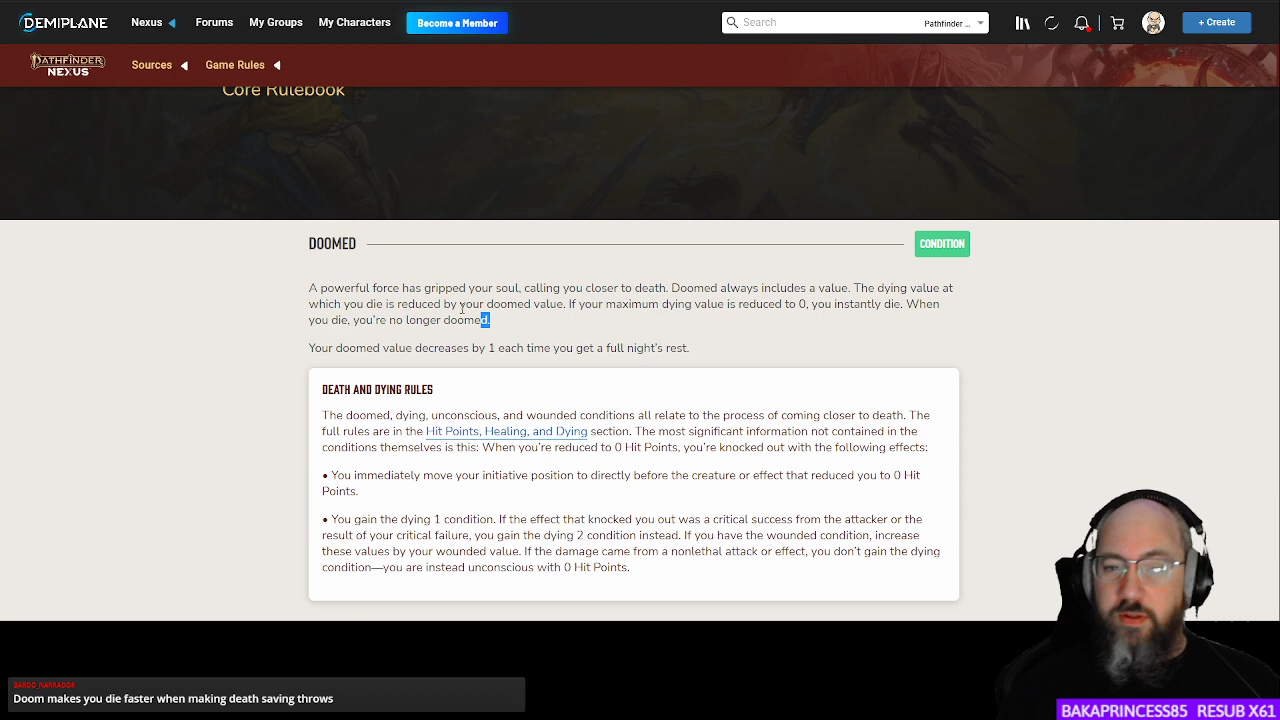 DEMIPLANE Nexus Forums My Groups My Characters Become a Member Search Pathfinder ... + Create
PATHFINDER NEXUS Sources Game Rules
Core Rulebook
DOOMED CONDITION
A powerful force has gripped your soul, calling you closer to death. Doomed always includes a value. The dying value at
which you die is reduced by your doomed value. If your maximum dying value is reduced to 0, you instantly die. When
you die, you're no longer doomed.
Your doomed value decreases by 1 each time you get a full night's rest.
DEATH AND DYING RULES
The doomed, dying, unconscious, and wounded conditions all relate to the process of coming closer to death. The
full rules are in the Hit Points, Healing, and Dying section. The most significant information not contained in the
conditions themselves is this: When you're reduced to 0 Hit Points, you're knocked out with the following effects:
• You immediately move your initiative position to directly before the creature or effect that reduced you to 0 Hit
Points.
• You gain the dying 1 condition. If the effect that knocked you out was a critical success from the attacker or the
result of your critical failure, you gain the dying 2 condition instead. If you have the wounded condition, increase
these values by your wounded value. If the damage came from a nonlethal attack or effect, you don't gain the dying
condition—you are instead unconscious with 0 Hit Points.
BARDO_NARRADOR
Doom makes you die faster when making death saving throws
BAKAPRINCESS85 RESUB X61